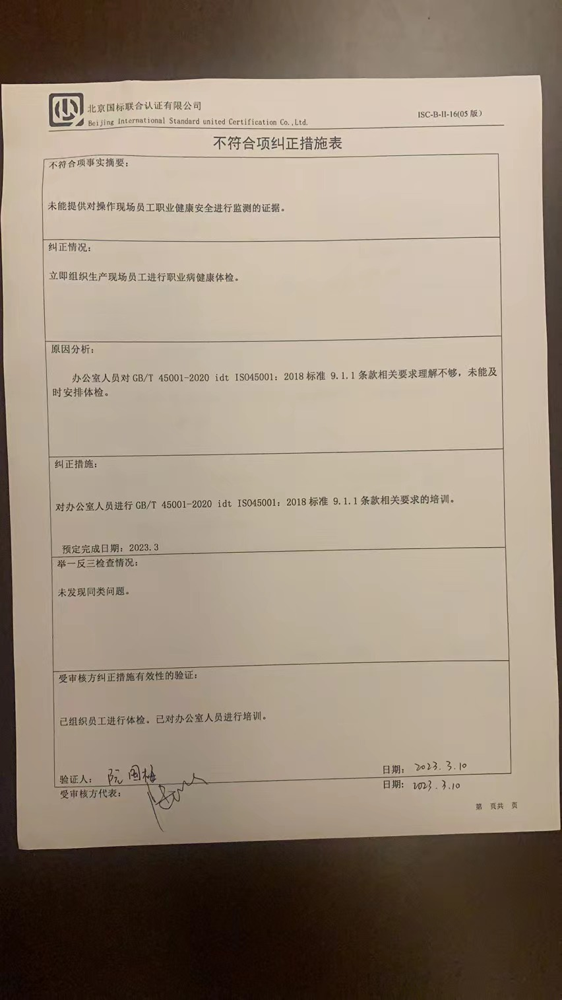 北京国标联合认证有限公司
Beijing International Standard united Certification Co.,Ltd.
ISC-B-II-16(05 版)
不符合项纠正措施表
不符合项事实摘要：
未能提供对操作现场员工职业健康安全进行监测的证据。
纠正情况：
立即组织生产现场员工进行职业病健康体检。
原因分析：
办公室人员对 GB/T 45001-2020 idt ISO45001：2018 标准 9.1.1 条款相关要求理解不够，未能及
时安排体检。
纠正措施：
对办公室人员进行 GB/T 45001-2020 idt ISO45001：2018 标准 9.1.1 条款相关要求的培训。
预定完成日期：2023.3
举一反三检查情况：
未发现同类问题。
受审核方纠正措施有效性的验证：
已组织员工进行体检。已对办公室人员进行培训。
验证人： 阮国梅 日期： 2023.3.10
受审核方代表： 日期： 2023.3.10
第 页共 页